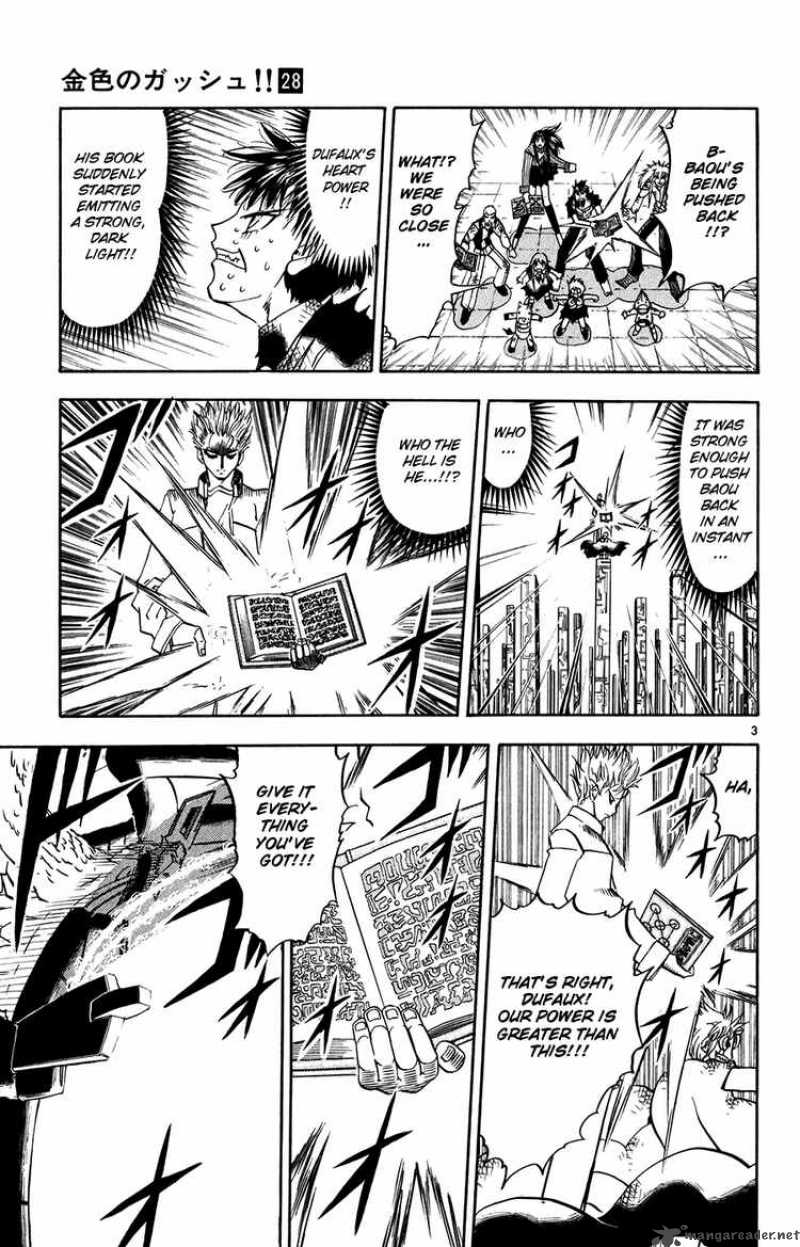 金色のガッシュ!! 28
B-
BAOU'S
BEING
PUSHED
BACK
!!?
WHAT!?
WE
WERE
SO
CLOSE
...
DUFAUX'S
HEART
POWER
!!
HIS BOOK
SUDDENLY
STARTED
EMITTING
A STRONG,
DARK
LIGHT!!
IT WAS
STRONG
ENOUGH
TO PUSH
BAOU
BACK
IN AN
INSTANT
...
WHO
...
WHO THE
HELL IS
HE...!!?
3
HA,
THAT'S RIGHT,
DUFAUX!
OUR POWER IS
GREATER THAN
THIS!!!
GIVE IT
EVERY-
THING
YOU'VE
GOT!!!
mangareader.net